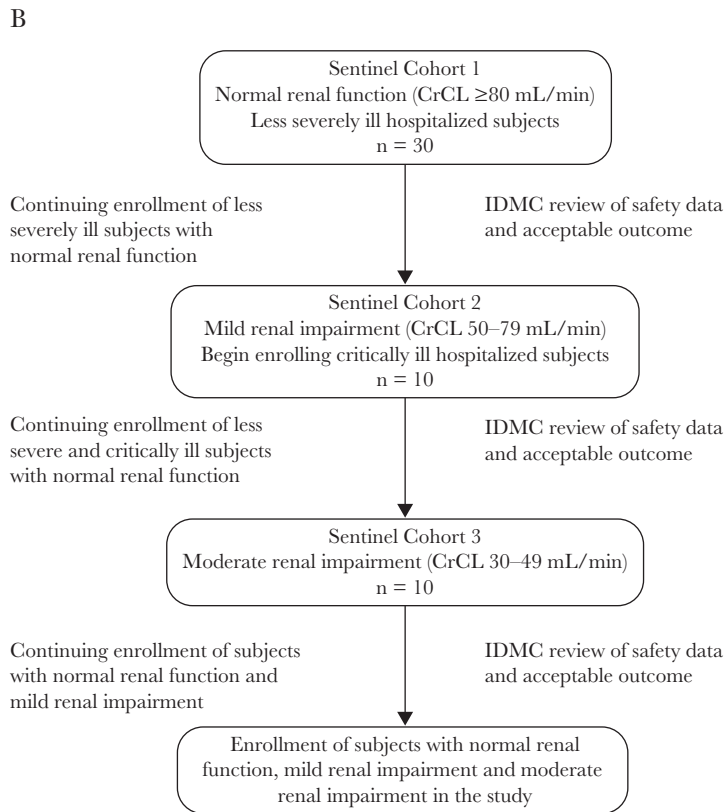 B
Sentinel Cohort 1
Normal renal function (CrCL ≥80 mL/min)
Less severely ill hospitalized subjects
n = 30
Continuing enrollment of less
severely ill subjects with
normal renal function
IDMC review of safety data
and acceptable outcome
Sentinel Cohort 2
Mild renal impairment (CrCL 50–79 mL/min)
Begin enrolling critically ill hospitalized subjects
n = 10
Continuing enrollment of less
severe and critically ill subjects
with normal renal function
IDMC review of safety data
and acceptable outcome
Sentinel Cohort 3
Moderate renal impairment (CrCL 30–49 mL/min)
n = 10
Continuing enrollment of subjects
with normal renal function and
mild renal impairment
IDMC review of safety data
and acceptable outcome
Enrollment of subjects with normal renal
function, mild renal impairment and moderate
renal impairment in the study